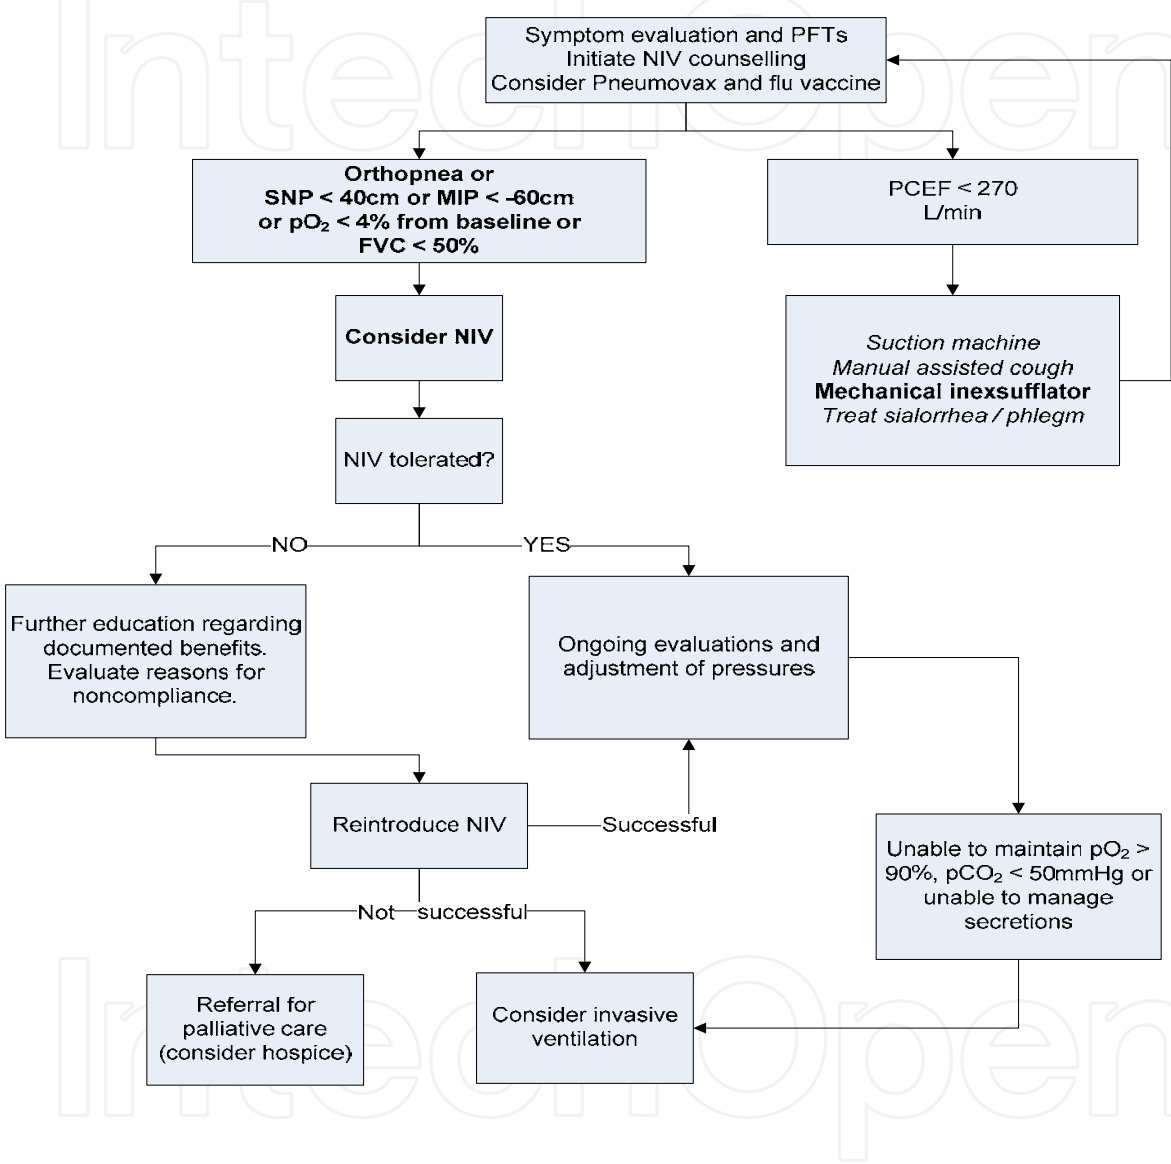 IntechOpen
Symptom evaluation and PFTs
Initiate NIV counselling
Consider Pneumovax and flu vaccine
Orthopnea or
SNP < 40cm or MIP < -60cm
or pO₂ < 4% from baseline or
FVC < 50%
PCEF < 270
L/min
Consider NIV
Suction machine
Manual assisted cough
Mechanical inexsufflator
Treat sialorrhea / phlegm
NIV tolerated?
NO
YES
Further education regarding
documented benefits.
Evaluate reasons for
noncompliance.
Ongoing evaluations and
adjustment of pressures
Reintroduce NIV
Successful
Unable to maintain pO₂ >
90%, pCO₂ < 50mmHg or
unable to manage
secretions
Not successful
Referral for
palliative care
(consider hospice)
Consider invasive
ventilation
IntechOpen